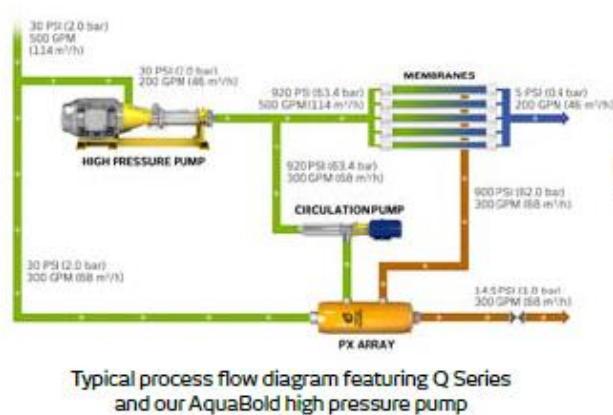 30 PSI (2.0 bar)
500 GPM
(114 m³/h)
30 PSI (2.0 bar)
200 GPM (46 m³/h)
HIGH PRESSURE PUMP
920 PSI (63.4 bar)
500 GPM (114 m³/h)
MEMBRANES
5 PSI (0.4 bar)
200 GPN (46 m³/h)
920 PSI (63.4
300 GPM (68 m³/h)
CIRCULATION PUMP
900 PSI (62.0 bar)
300 GPM (68 m³/h)
30 PSI (2.0 bar)
300 GPM (68 m³/h)
14.5 PSI (1.0 bar)
300 GPM (68 m³/h)
PX ARRAY
Typical process flow diagram featuring Q Series
and our AquaBold high pressure pump